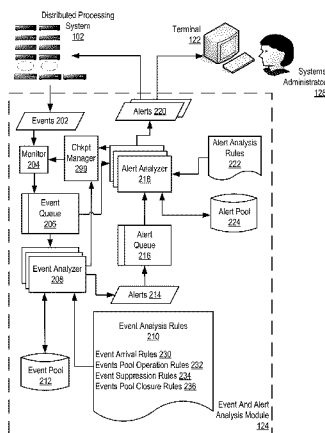 Distributed Processing
System
102
Terminal
122
Systems
Administrator
128
Events 202
Alerts 220
Monitor
204
Chkpt
Manager
299
Alert Analyzer
218
Alert Analysis
Rules
222
Event
Queue
206
Alert Pool
224
Alert
Queue
216
Event Analyzer
208
Alerts 214
Event Analysis Rules
210
Event Arrival Rules 230
Events Pool Operation Rules 232
Event Suppression Rules 234
Events Pool Closure Rules 236
Event Pool
212
Event And Alert
Analysis Module
124